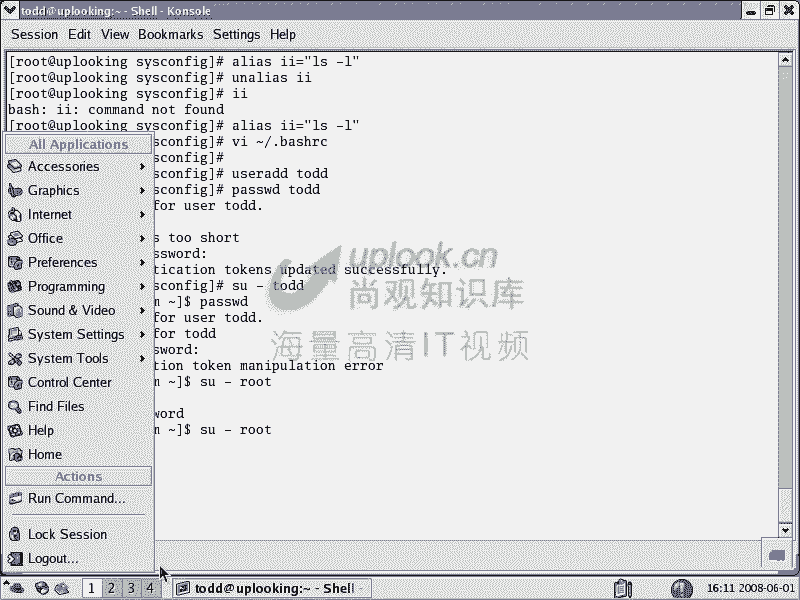 todd@uplooking:~ - Shell - Konsole
Session Edit View Bookmarks Settings Help
[root@uplooking sysconfig]# alias ii="ls -l"
[root@uplooking sysconfig]# unalias ii
[root@uplooking sysconfig]# ii
bash: ii: command not found
[root@uplooking sysconfig]# alias ii="ls -l"
sconfig]# vi ~/.bashrc
sconfig]#
sconfig]# useradd todd
sconfig]# passwd todd
for user todd.
s too short
ssword:
tication tokens updated successfully.
sconfig]# su - todd
m ~]$ passwd
for user todd.
for todd
ssword:
tion token manipulation error
m ~]$ su - root
word
m ~]$ su - root
uplook.cn
尚观知识库
海量高清IT视频
All Applications
Accessories
Graphics
Internet
Office
Preferences
Programming
Sound & Video
System Settings
System Tools
Control Center
Find Files
Help
Home
Actions
Run Command...
Lock Session
Logout...
1 2 3 4
todd@uplooking:~ - Shell -
16:11 2008-06-01